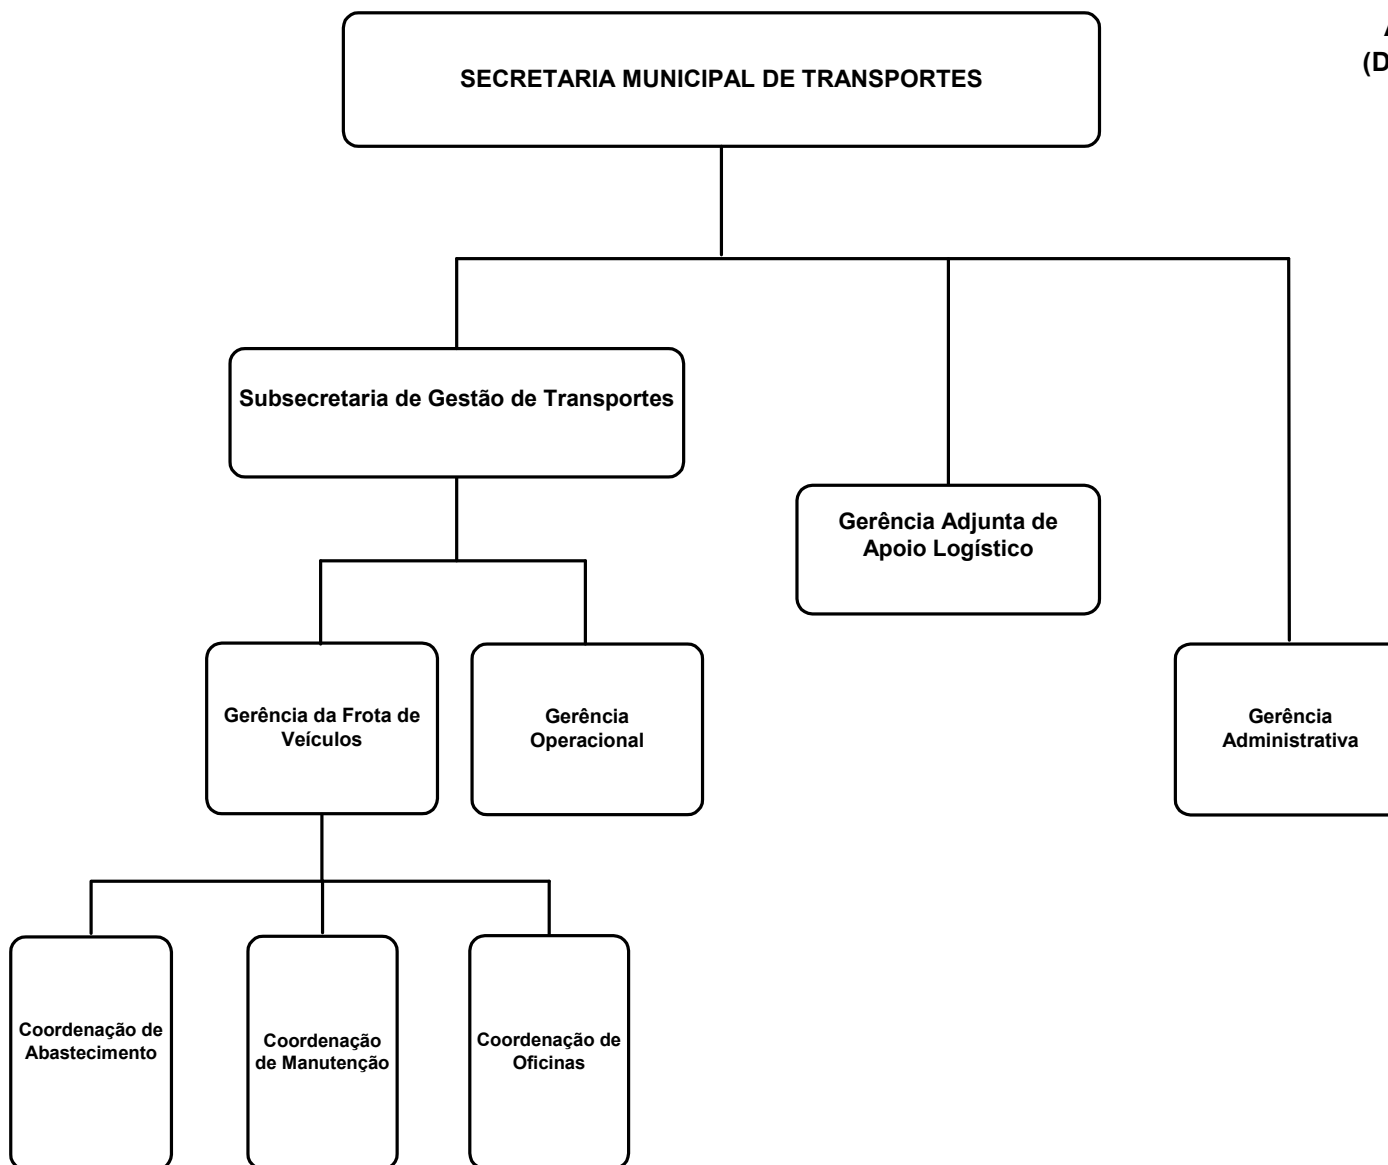 SECRETARIA MUNICIPAL DE TRANSPORTES
Subsecretaria de Gestão de Transportes
Gerência Adjunta de
Apoio Logístico
Gerência da Frota de
Veículos
Gerência
Operacional
Gerência
Administrativa
Coordenação de
Abastecimento
Coordenação
de Manutenção
Coordenação de
Oficinas